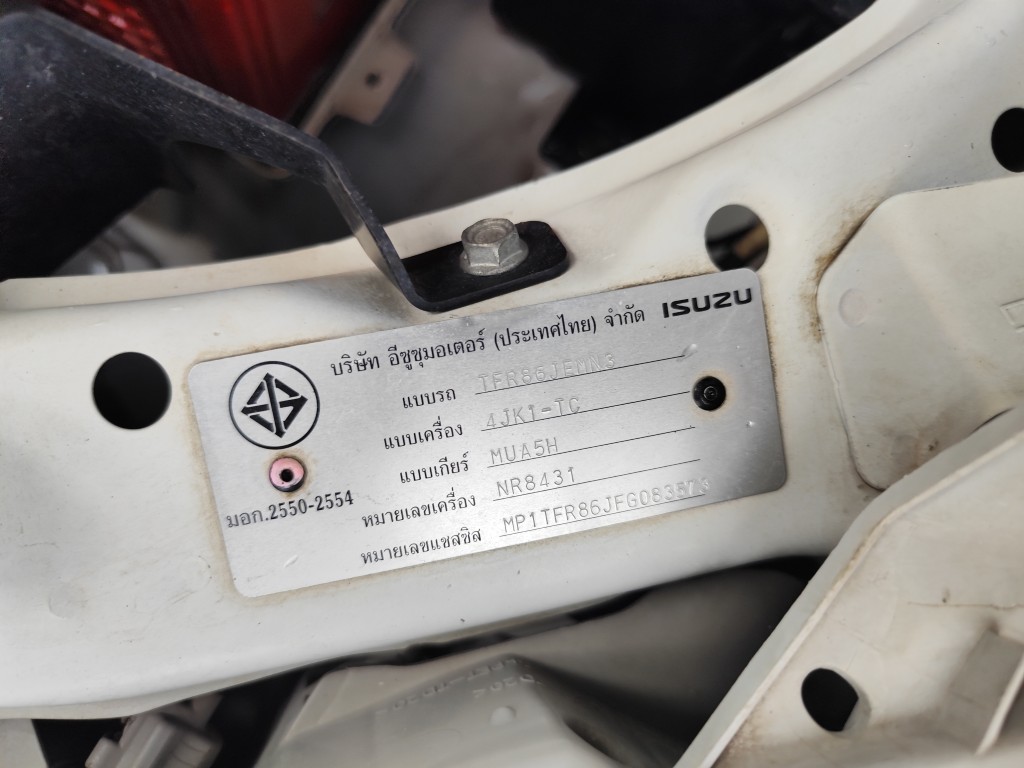 บริษัท อีซูซุมอเตอร์ (ประเทศไทย) จำกัด ISUZU
แบบรถ TFR86JEMN3
แบบเครื่อง 4JK1-TC
แบบเกียร์ MUA5H
หมายเลขเครื่อง NR8431
หมายเลขแชสซิส MP1TFR86JFG083573
มอก.2550-2554